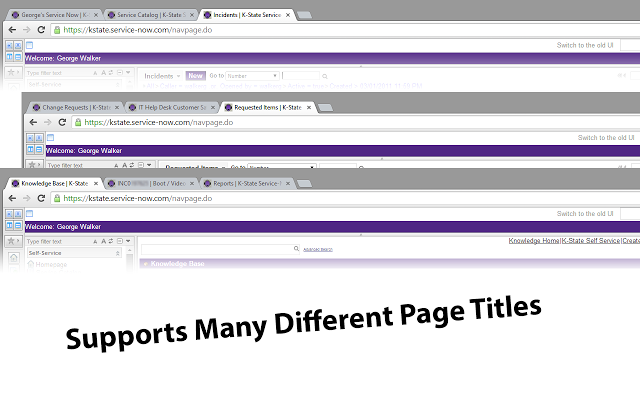 George's Service Now | K-St
Service Catalog | K-State S
Incidents | K-State Service
https://kstate.service-now.com/navpage.do
Switch to the old UI
Welcome: George Walker
Type filter text
Incidents
New
Go to
Number
Self-Service
Change Requests | K-State
IT Help Desk Customer Su
Requested Items | K-State
https://kstate.service-now.com/navpage.do
Switch to the old UI
Welcome: George Walker
Type filter text
Requested Items
Go to
Number
Knowledge Base | K-State
INC0
| Boot / Video
Reports | K-State Service-N
https://kstate.service-now.com/navpage.do
Switch to the old UI
Welcome: George Walker
Type filter text
Self-Service
Homepage
Advanced Search
Knowledge Home|K-State Self Service|Create
Knowledge Base
Supports Many Different Page Titles